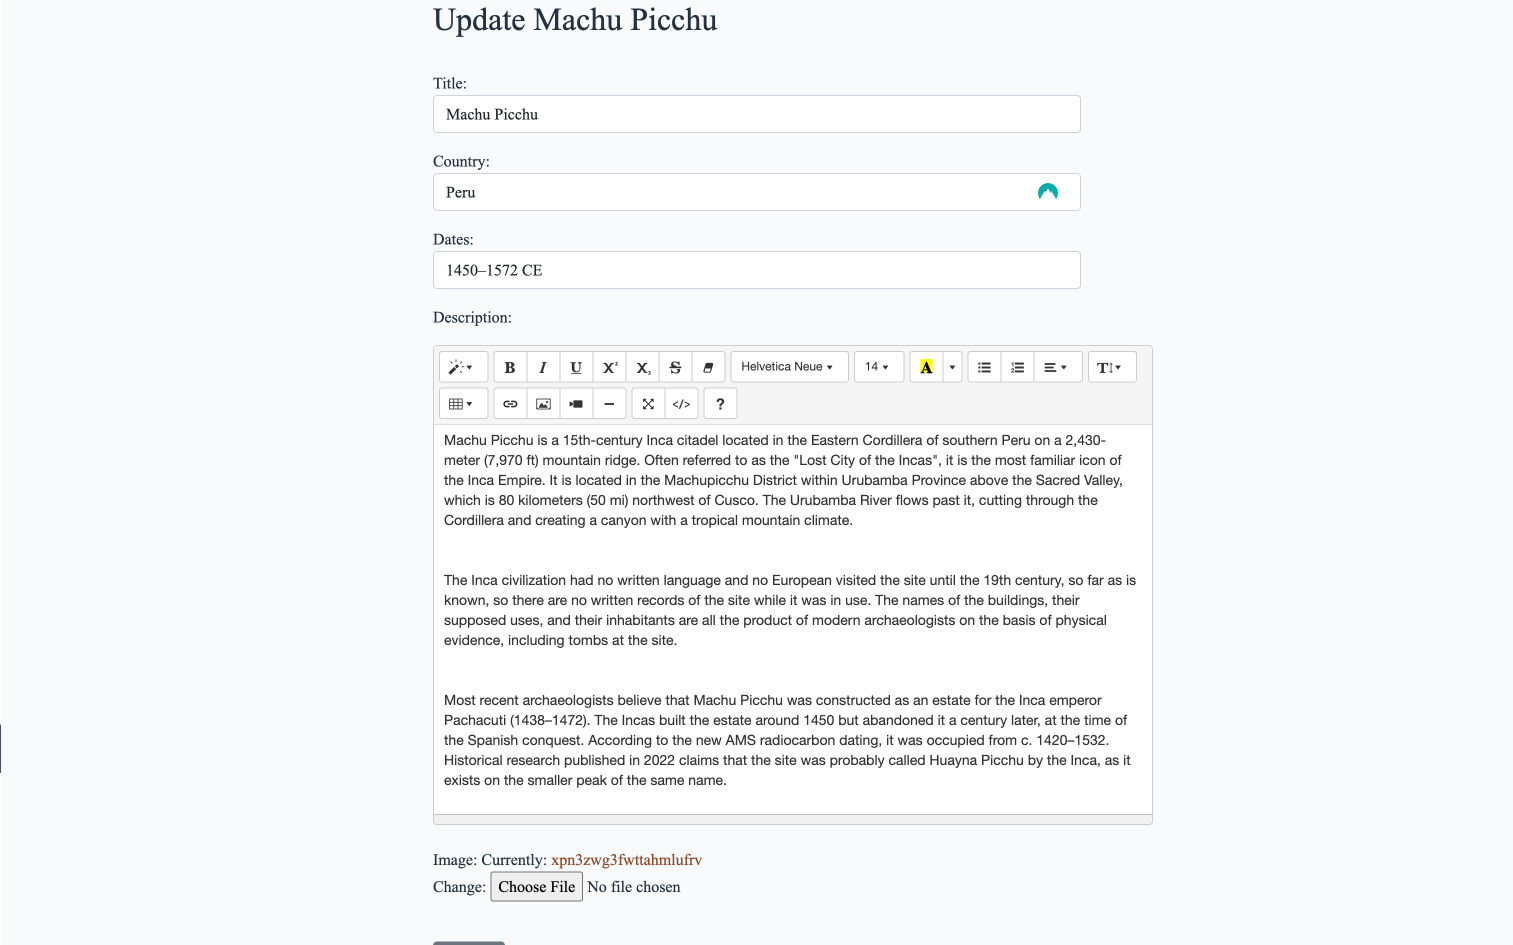 Update Machu Picchu
Title:
Machu Picchu
Country:
Peru
Dates:
1450–1572 CE
Description:
B I U X² X₂ S Helvetica Neue 14 A T
</> ?
Machu Picchu is a 15th-century Inca citadel located in the Eastern Cordillera of southern Peru on a 2,430-
meter (7,970 ft) mountain ridge. Often referred to as the "Lost City of the Incas", it is the most familiar icon of
the Inca Empire. It is located in the Machupicchu District within Urubamba Province above the Sacred Valley,
which is 80 kilometers (50 mi) northwest of Cusco. The Urubamba River flows past it, cutting through the
Cordillera and creating a canyon with a tropical mountain climate.
The Inca civilization had no written language and no European visited the site until the 19th century, so far as is
known, so there are no written records of the site while it was in use. The names of the buildings, their
supposed uses, and their inhabitants are all the product of modern archaeologists on the basis of physical
evidence, including tombs at the site.
Most recent archaeologists believe that Machu Picchu was constructed as an estate for the Inca emperor
Pachacuti (1438–1472). The Incas built the estate around 1450 but abandoned it a century later, at the time of
the Spanish conquest. According to the new AMS radiocarbon dating, it was occupied from c. 1420–1532.
Historical research published in 2022 claims that the site was probably called Huayna Picchu by the Inca, as it
exists on the smaller peak of the same name.
Image: Currently: xpn3zwg3fwttahmlufrv
Change: Choose File No file chosen